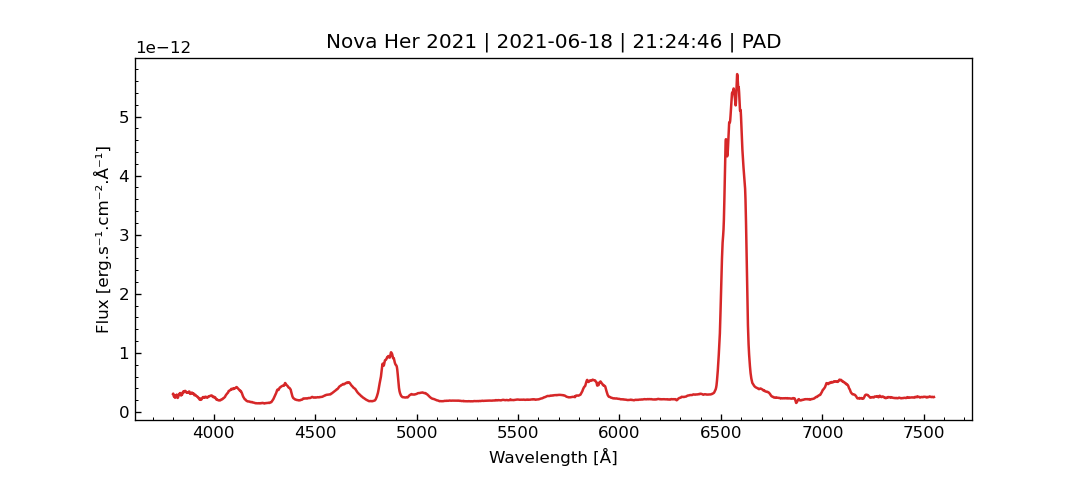 Nova Her 2021 | 2021-06-18 | 21:24:46 | PAD
1e−12
Flux [erg.s⁻¹.cm⁻².Å⁻¹]
5
4
3
2
1
0
4000 4500 5000 5500 6000 6500 7000 7500
Wavelength [Å]